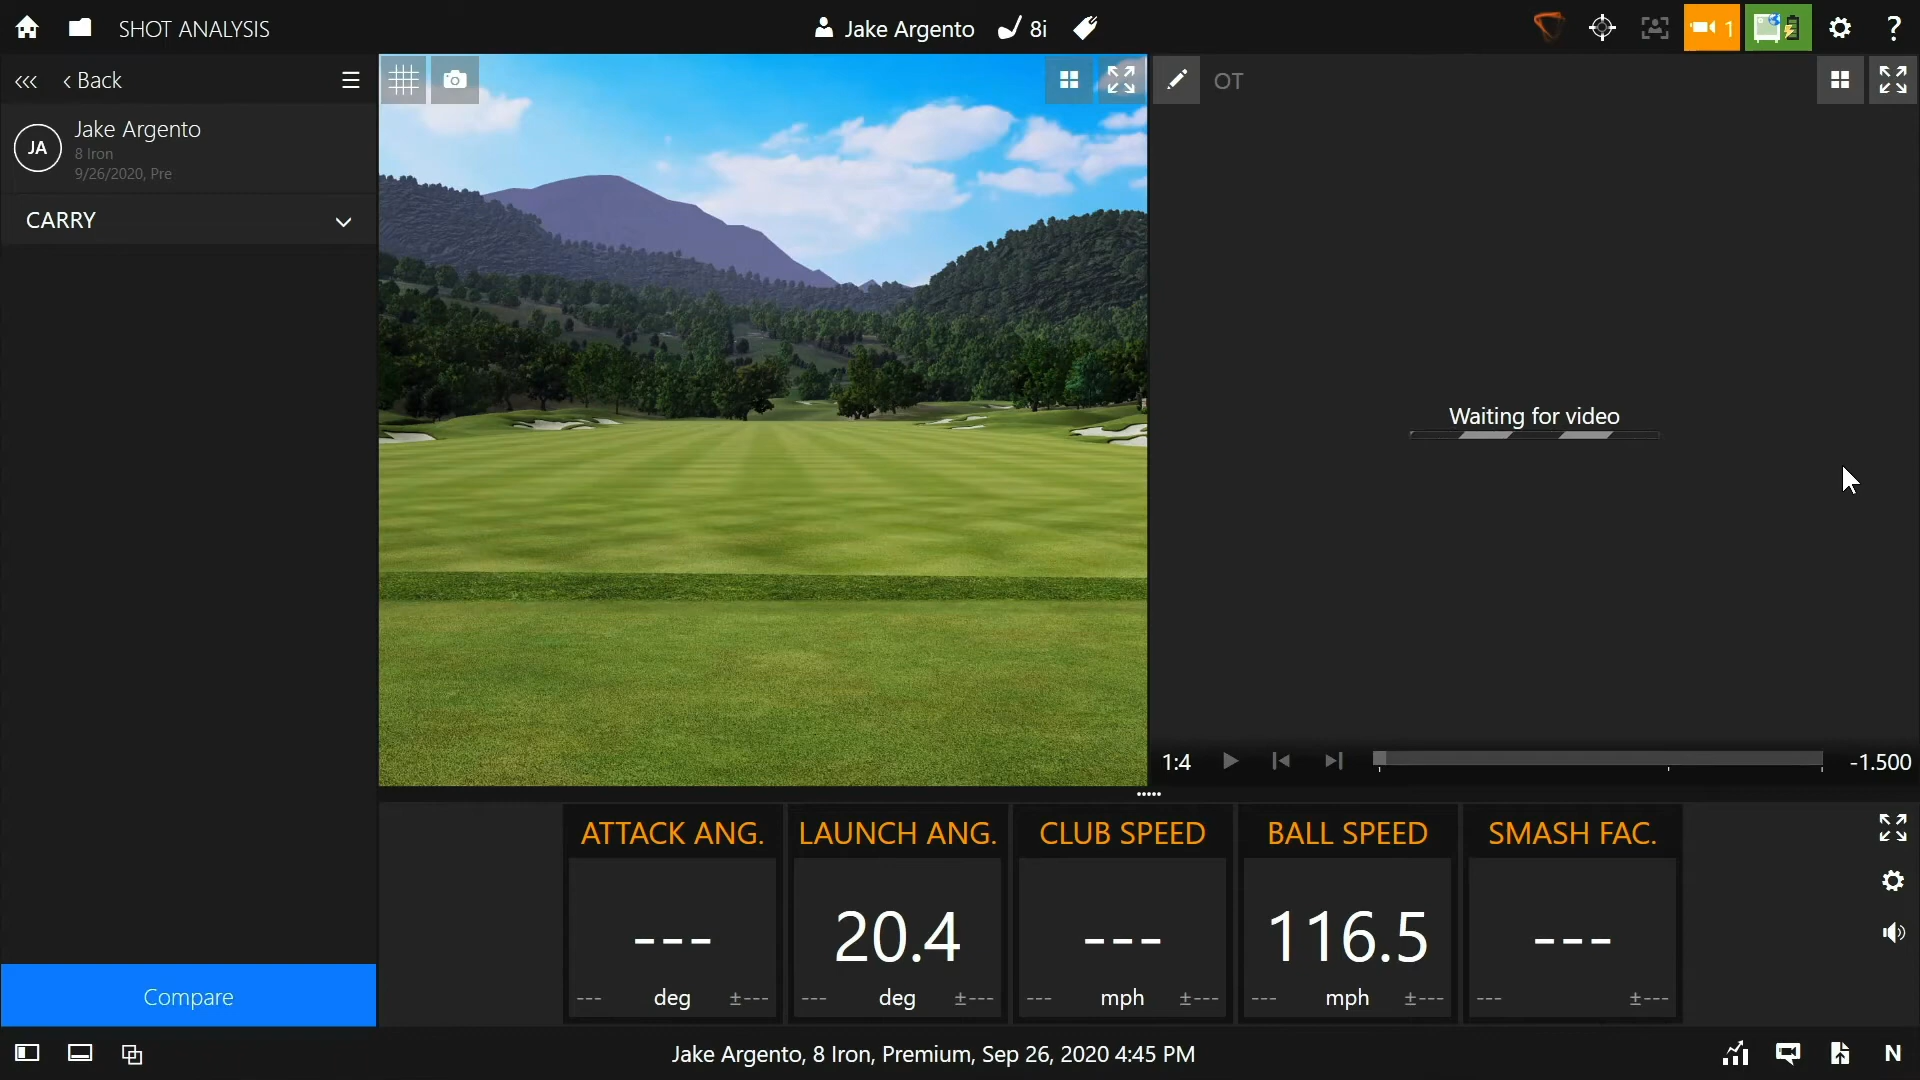 SHOT ANALYSIS
Jake Argento
8i
1
?
Back
JA
Jake Argento
8 Iron
9/26/2020, Pre
CARRY
OT
Waiting for video
1:4
-1.500
ATTACK ANG.
LAUNCH ANG.
CLUB SPEED
BALL SPEED
SMASH FAC.
---
20.4
---
116.5
---
--- deg ±---
--- deg ±---
--- mph ±---
--- mph ±---
--- ±---
Compare
Jake Argento, 8 Iron, Premium, Sep 26, 2020 4:45 PM
N